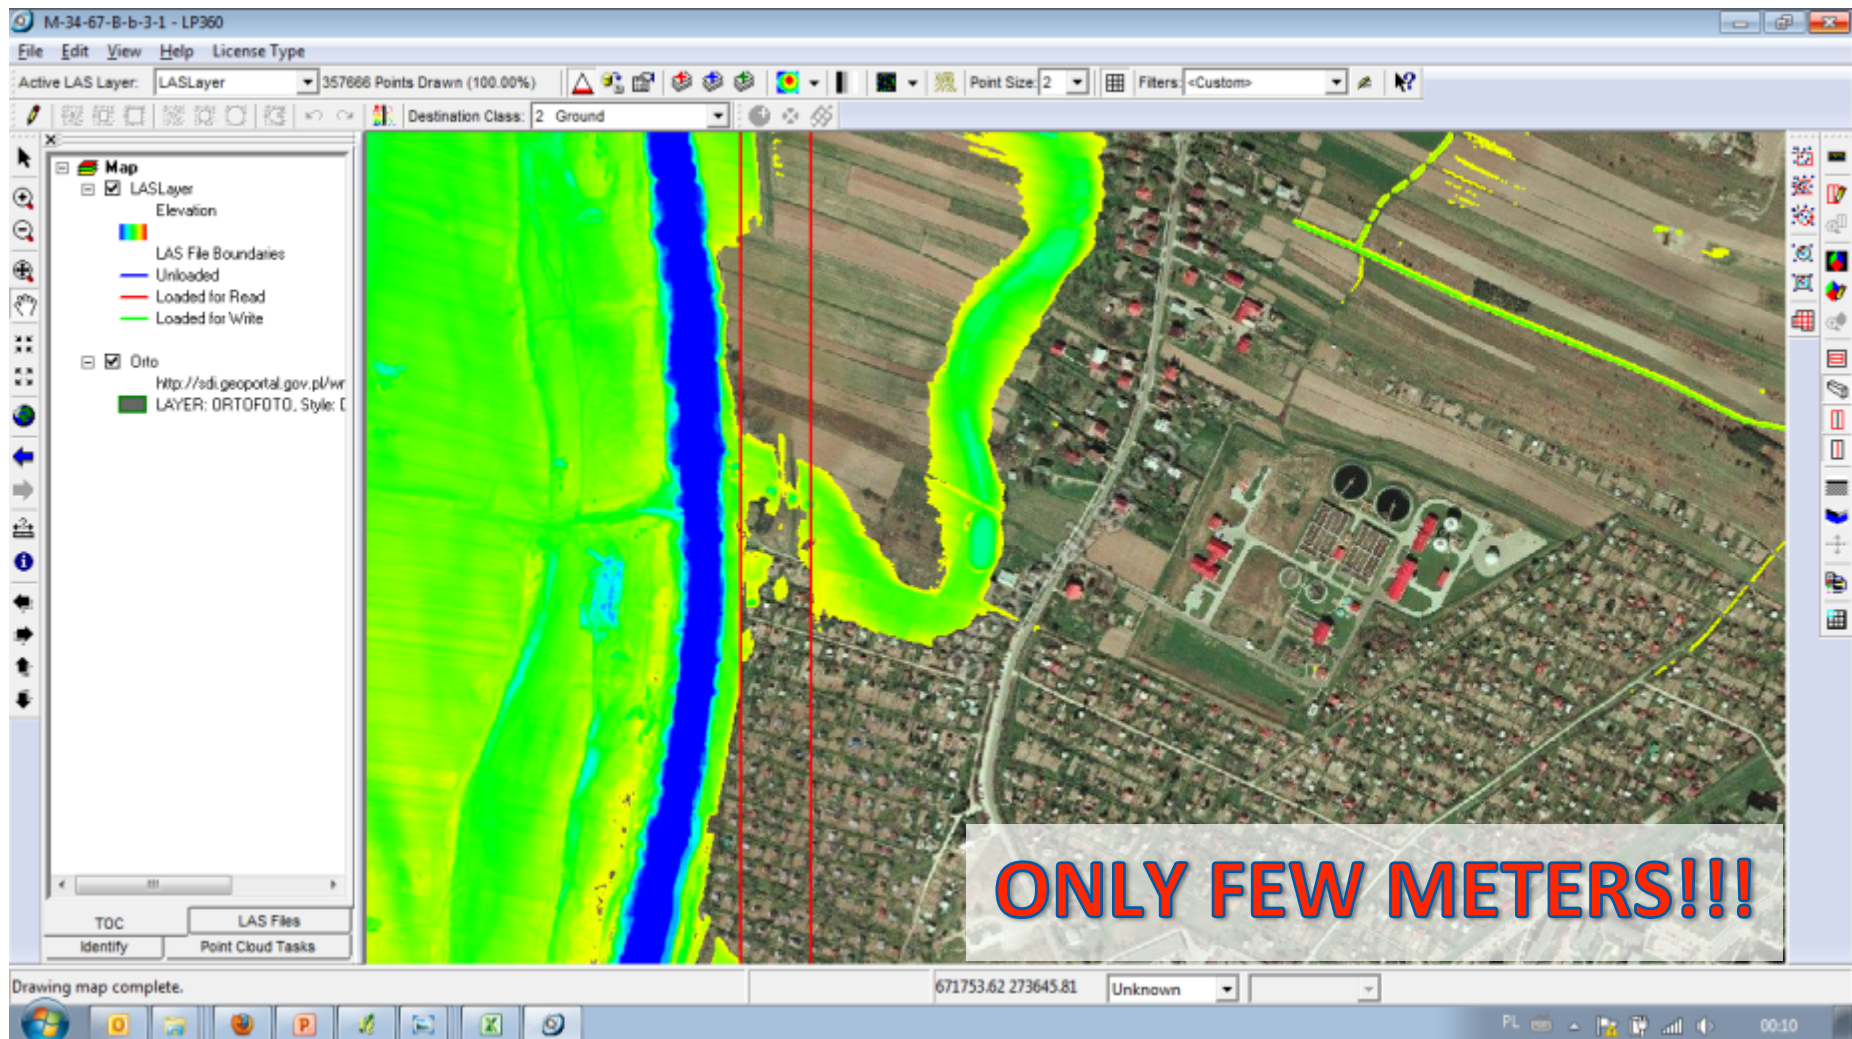 M-34-67-B-b-3-1 - LP360
File Edit View Help License Type
Active LAS Layer: LASLayer 357666 Points Drawn (100.00%) Point Size: 2 Filters: <Custom>
Destination Class: 2 Ground
Map
LASLayer
Elevation
LAS File Boundaries
Unloaded
Loaded for Read
Loaded for Write
Orto
http://sdi.geoportal.gov.pl/wr
LAYER: ORTOFOTO, Style: D
ONLY FEW METERS!!!
TOC LAS Files
Identify Point Cloud Tasks
Drawing map complete. 671753.62 273645.81 Unknown
PL 00:10